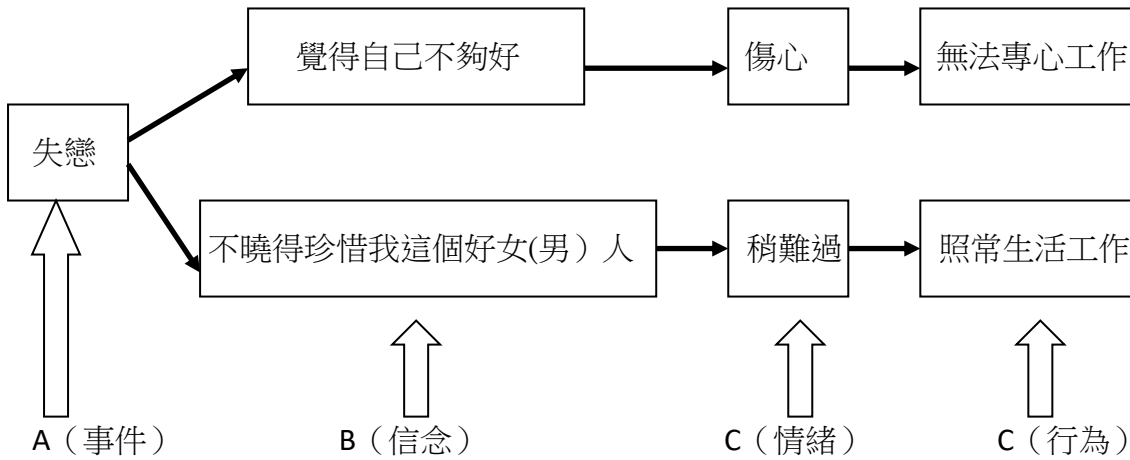 覺得自己不夠好
傷心
無法專心工作
失戀
不曉得珍惜我這個好女(男）人
稍難過
照常生活工作
A（事件）
B（信念）
C（情緒）
C（行為）